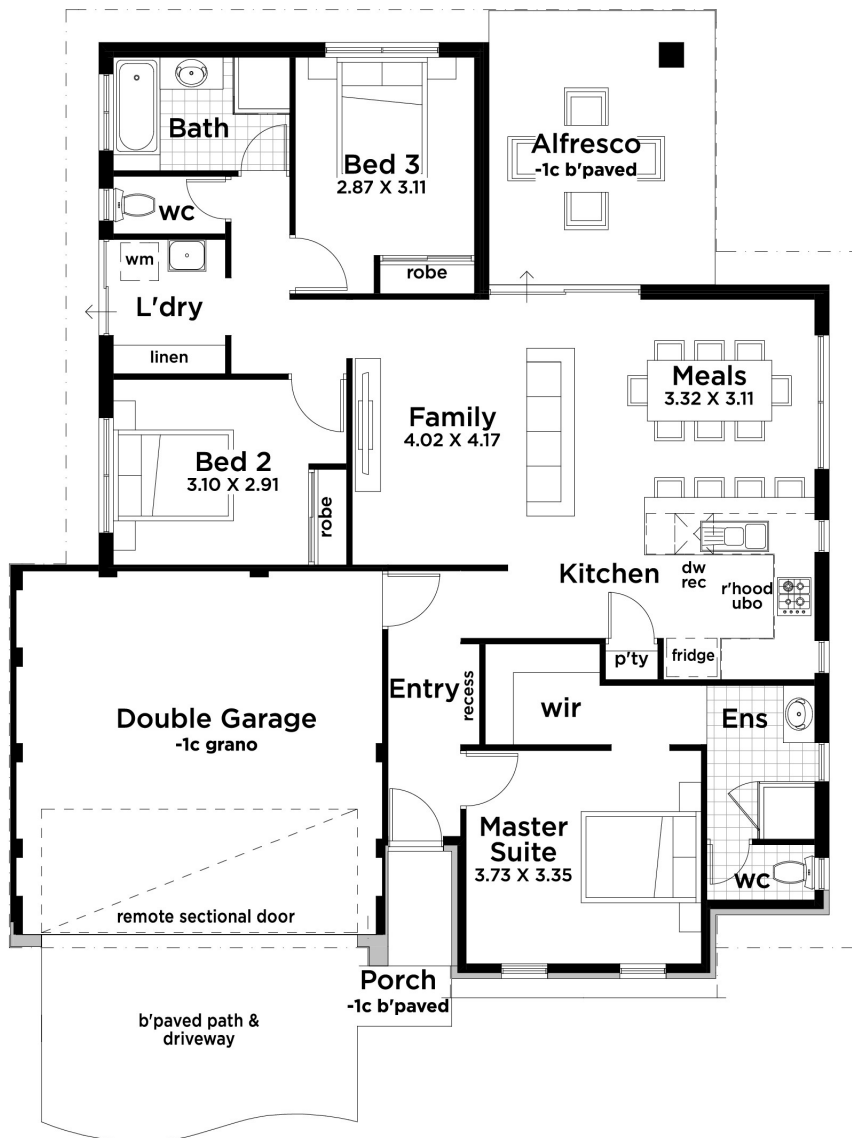 Bath
Bed 3
2.87 X 3.11
Alfresco
-1c b'paved
wc
wm
robe
L'dry
linen
Meals
3.32 X 3.11
Family
4.02 X 4.17
Bed 2
3.10 X 2.91
robe
Kitchen
dw
rec
r'hood
ubo
p'ty
fridge
Entry
recess
wir
Ens
Double Garage
-1c grano
Master
Suite
3.73 X 3.35
wc
remote sectional door
Porch
-1c b'paved
b'paved path &
driveway